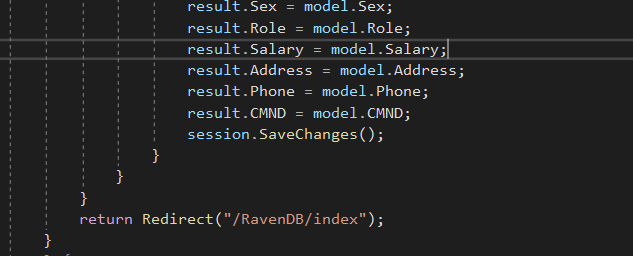 result.Sex = model.Sex;
result.Role = model.Role;
result.Salary = model.Salary;
result.Address = model.Address;
result.Phone = model.Phone;
result.CMND = model.CMND;
session.SaveChanges();
}
}
}
return Redirect("/RavenDB/index");
}